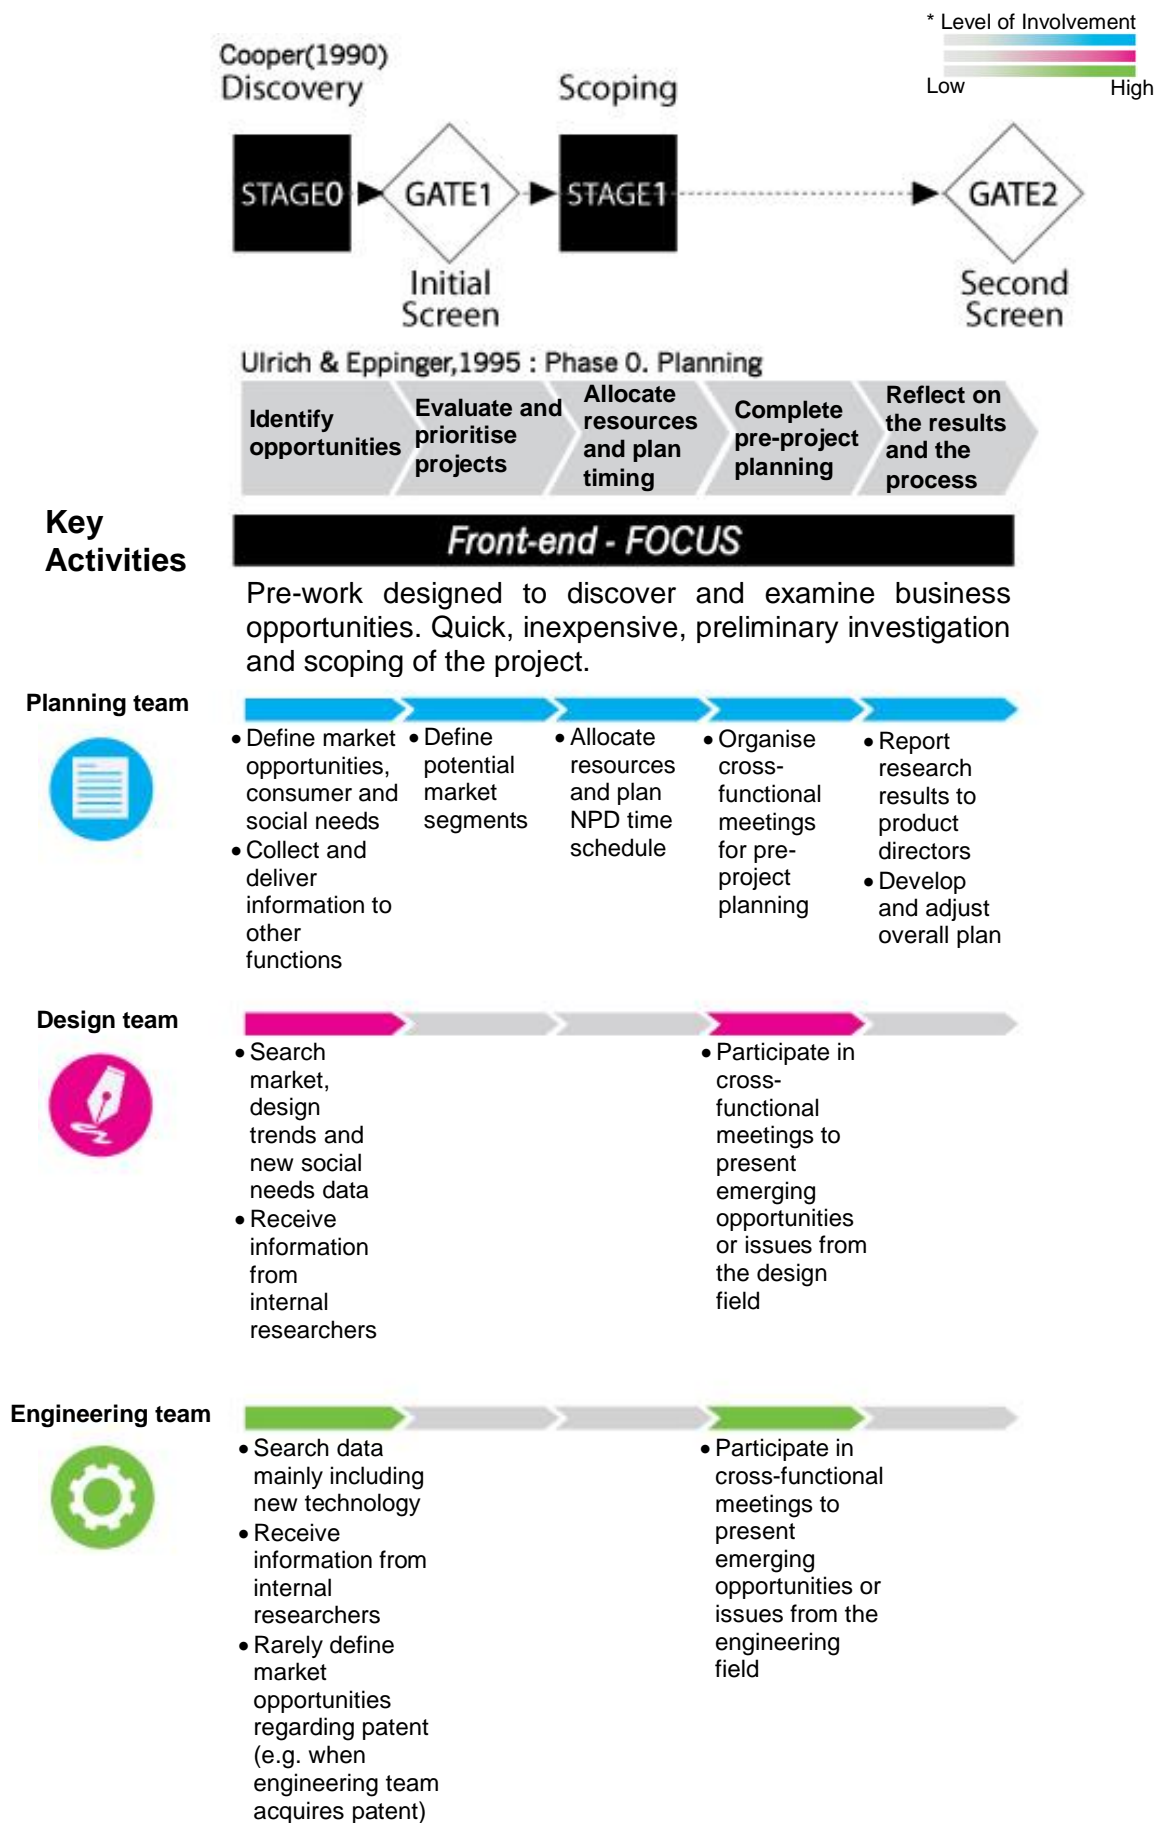 * Level of Involvement
Low
High
Cooper(1990)
Discovery
Scoping
STAGE0
GATE1
STAGE1
GATE2
Initial
Screen
Second
Screen
Ulrich & Eppinger,1995 : Phase 0. Planning
Identify
opportunities
Evaluate and
prioritise
projects
Allocate
resources
and plan
timing
Complete
pre-project
planning
Reflect on
the results
and the
process
Key
Activities
Front-end - FOCUS
Pre-work designed to discover and examine business
opportunities. Quick, inexpensive, preliminary investigation
and scoping of the project.
Planning team
• Define market
opportunities,
consumer and
social needs
• Collect and
deliver
information to
other
functions
• Define
potential
market
segments
• Allocate
resources
and plan
NPD time
schedule
• Organise
cross-
functional
meetings
for pre-
project
planning
• Report
research
results to
product
directors
• Develop
and adjust
overall plan
Design team
• Search
market,
design
trends and
new social
needs data
• Receive
information
from
internal
researchers
• Participate in
cross-
functional
meetings to
present
emerging
opportunities
or issues from
the design
field
Engineering team
• Search data
mainly including
new technology
• Receive
information from
internal
researchers
• Rarely define
market
opportunities
regarding patent
(e.g. when
engineering team
acquires patent)
• Participate in
cross-functional
meetings to
present
emerging
opportunities or
issues from the
engineering
field